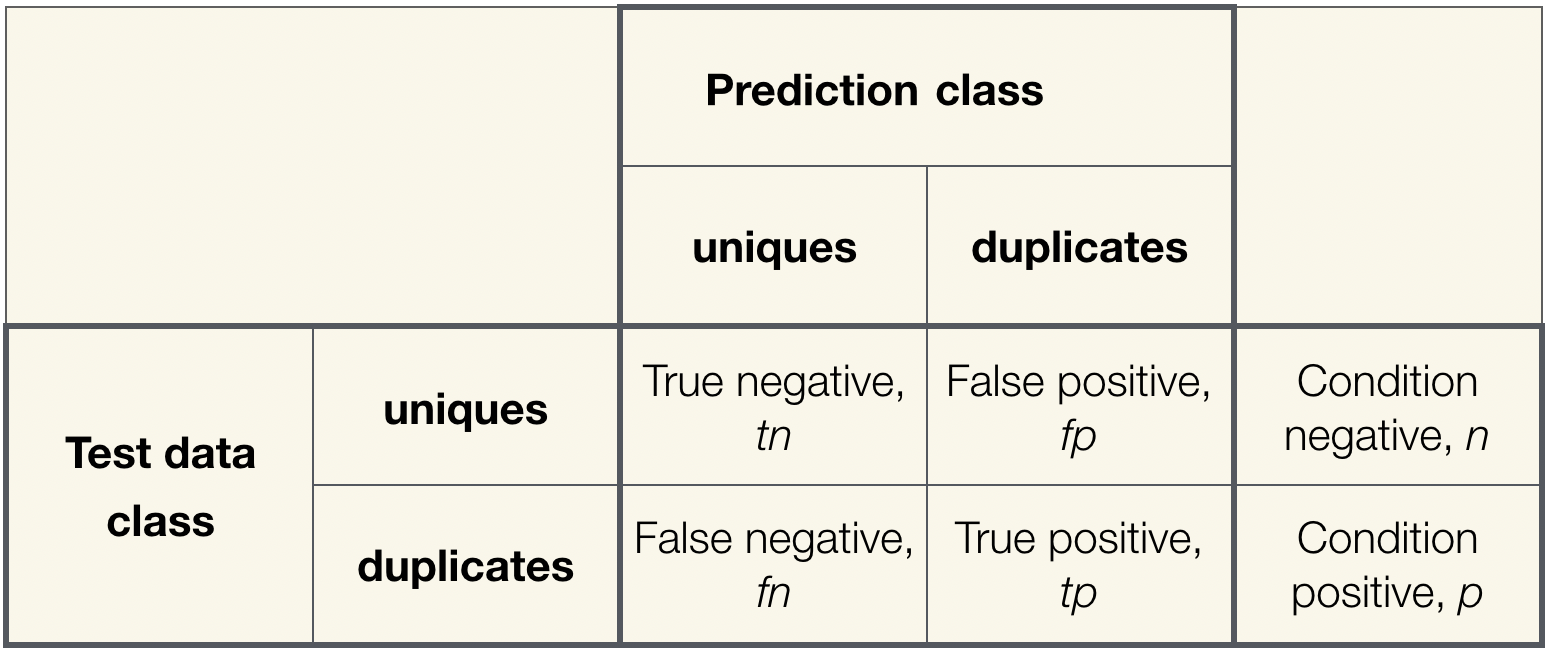 Prediction class
uniques
duplicates
Test data
class
uniques
True negative,
tn
False positive,
fp
Condition
negative, n
duplicates
False negative,
fn
True positive,
tp
Condition
positive, p